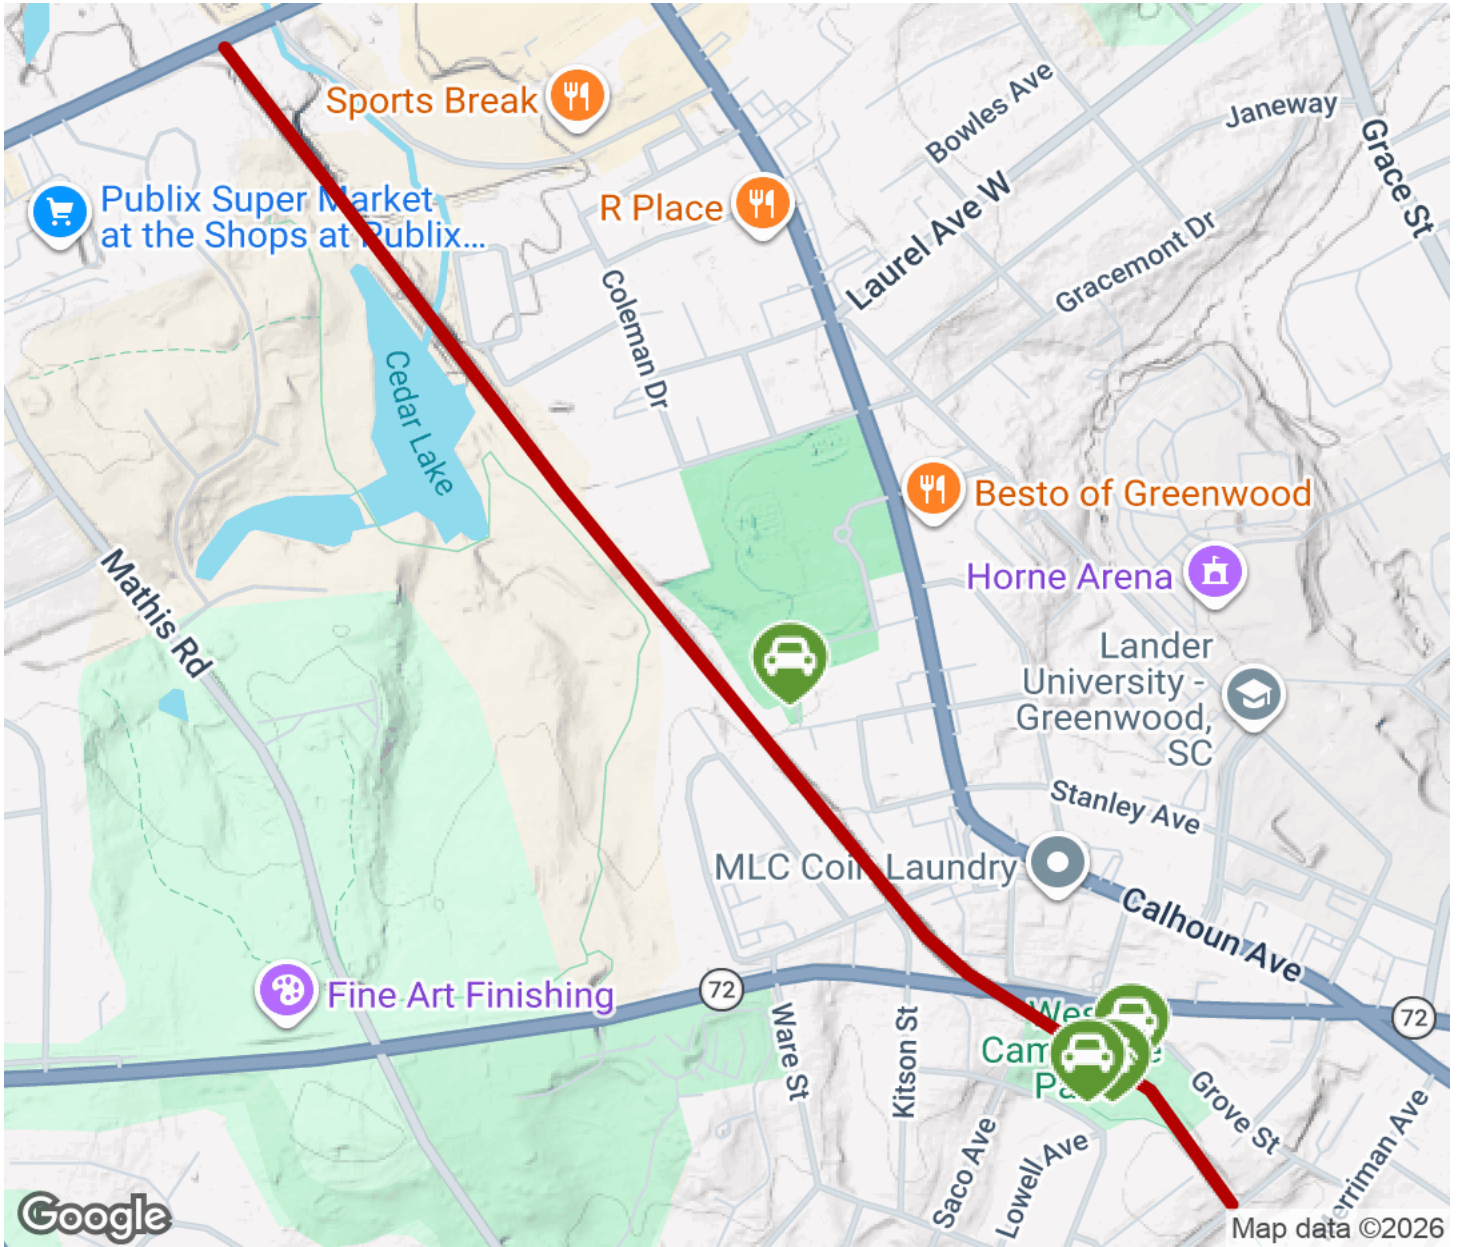 Sports Break
Bowles Ave
Janeway
Grace St
Publix Super Market
at the Shops at Publix...
R Place
Laurel Ave W
Gracemont Dr
Coleman Dr
Cedar Lake
Besto of Greenwood
Mathis Rd
Horne Arena
Lander
University -
Greenwood,
SC
Stanley Ave
MLC Coin Laundry
Calhoun Ave
Fine Art Finishing
72
72
Ware St
Kitson St
Grove St
Saco Ave
Lowell Ave
Google
Map data ©2026